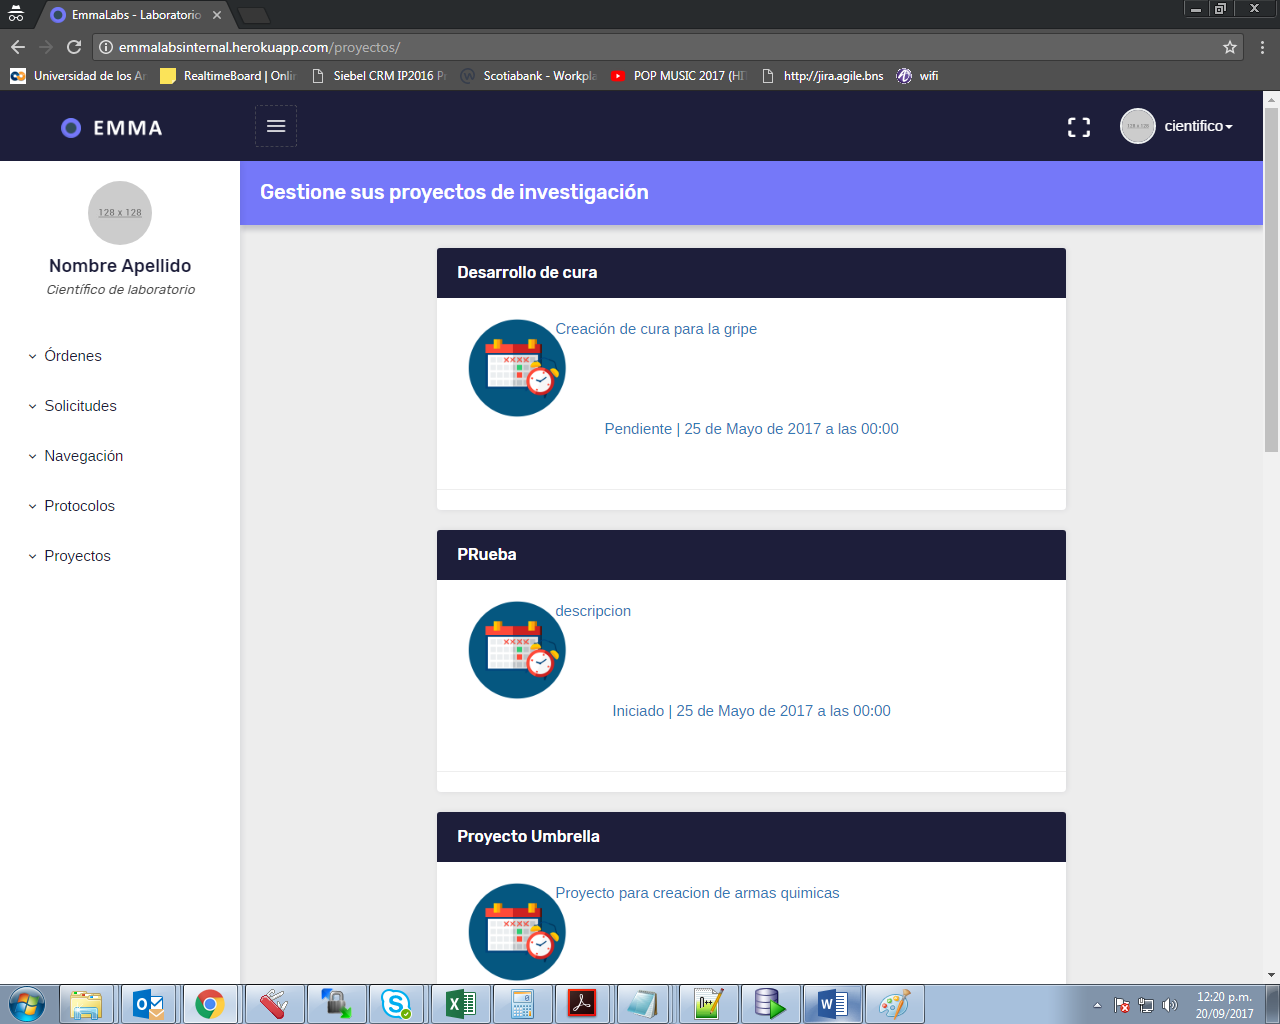 EmmaLabs - Laboratorio
emmalabsinternal.herokuapp.com/proyectos/
Universidad de los An
RealtimeBoard | Onli
Siebel CRM IP2016 P
Scotiabank - Workpla
POP MUSIC 2017 (HI
http://jira.agile.bns
wifi
EMMA
128 x 128
cientifico
128 x 128
Nombre Apellido
Científico de laboratorio
Órdenes
Solicitudes
Navegación
Protocolos
Proyectos
Gestione sus proyectos de investigación
Desarrollo de cura
Creación de cura para la gripe
Pendiente | 25 de Mayo de 2017 a las 00:00
PRueba
descripcion
Iniciado | 25 de Mayo de 2017 a las 00:00
Proyecto Umbrella
Proyecto para creacion de armas quimicas
12:20 p.m.
20/09/2017